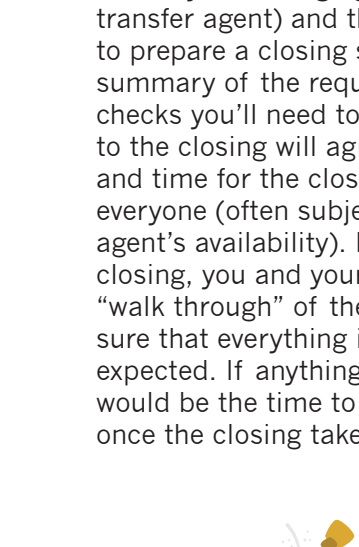 transfer agent) and t
to prepare a closing
summary of the requ
checks you’ll need to
to the closing will ag
and time for the clos
everyone (often subje
agent’s availability).
closing, you and your
“walk through” of the
sure that everything
expected. If anything
would be the time to
once the closing take